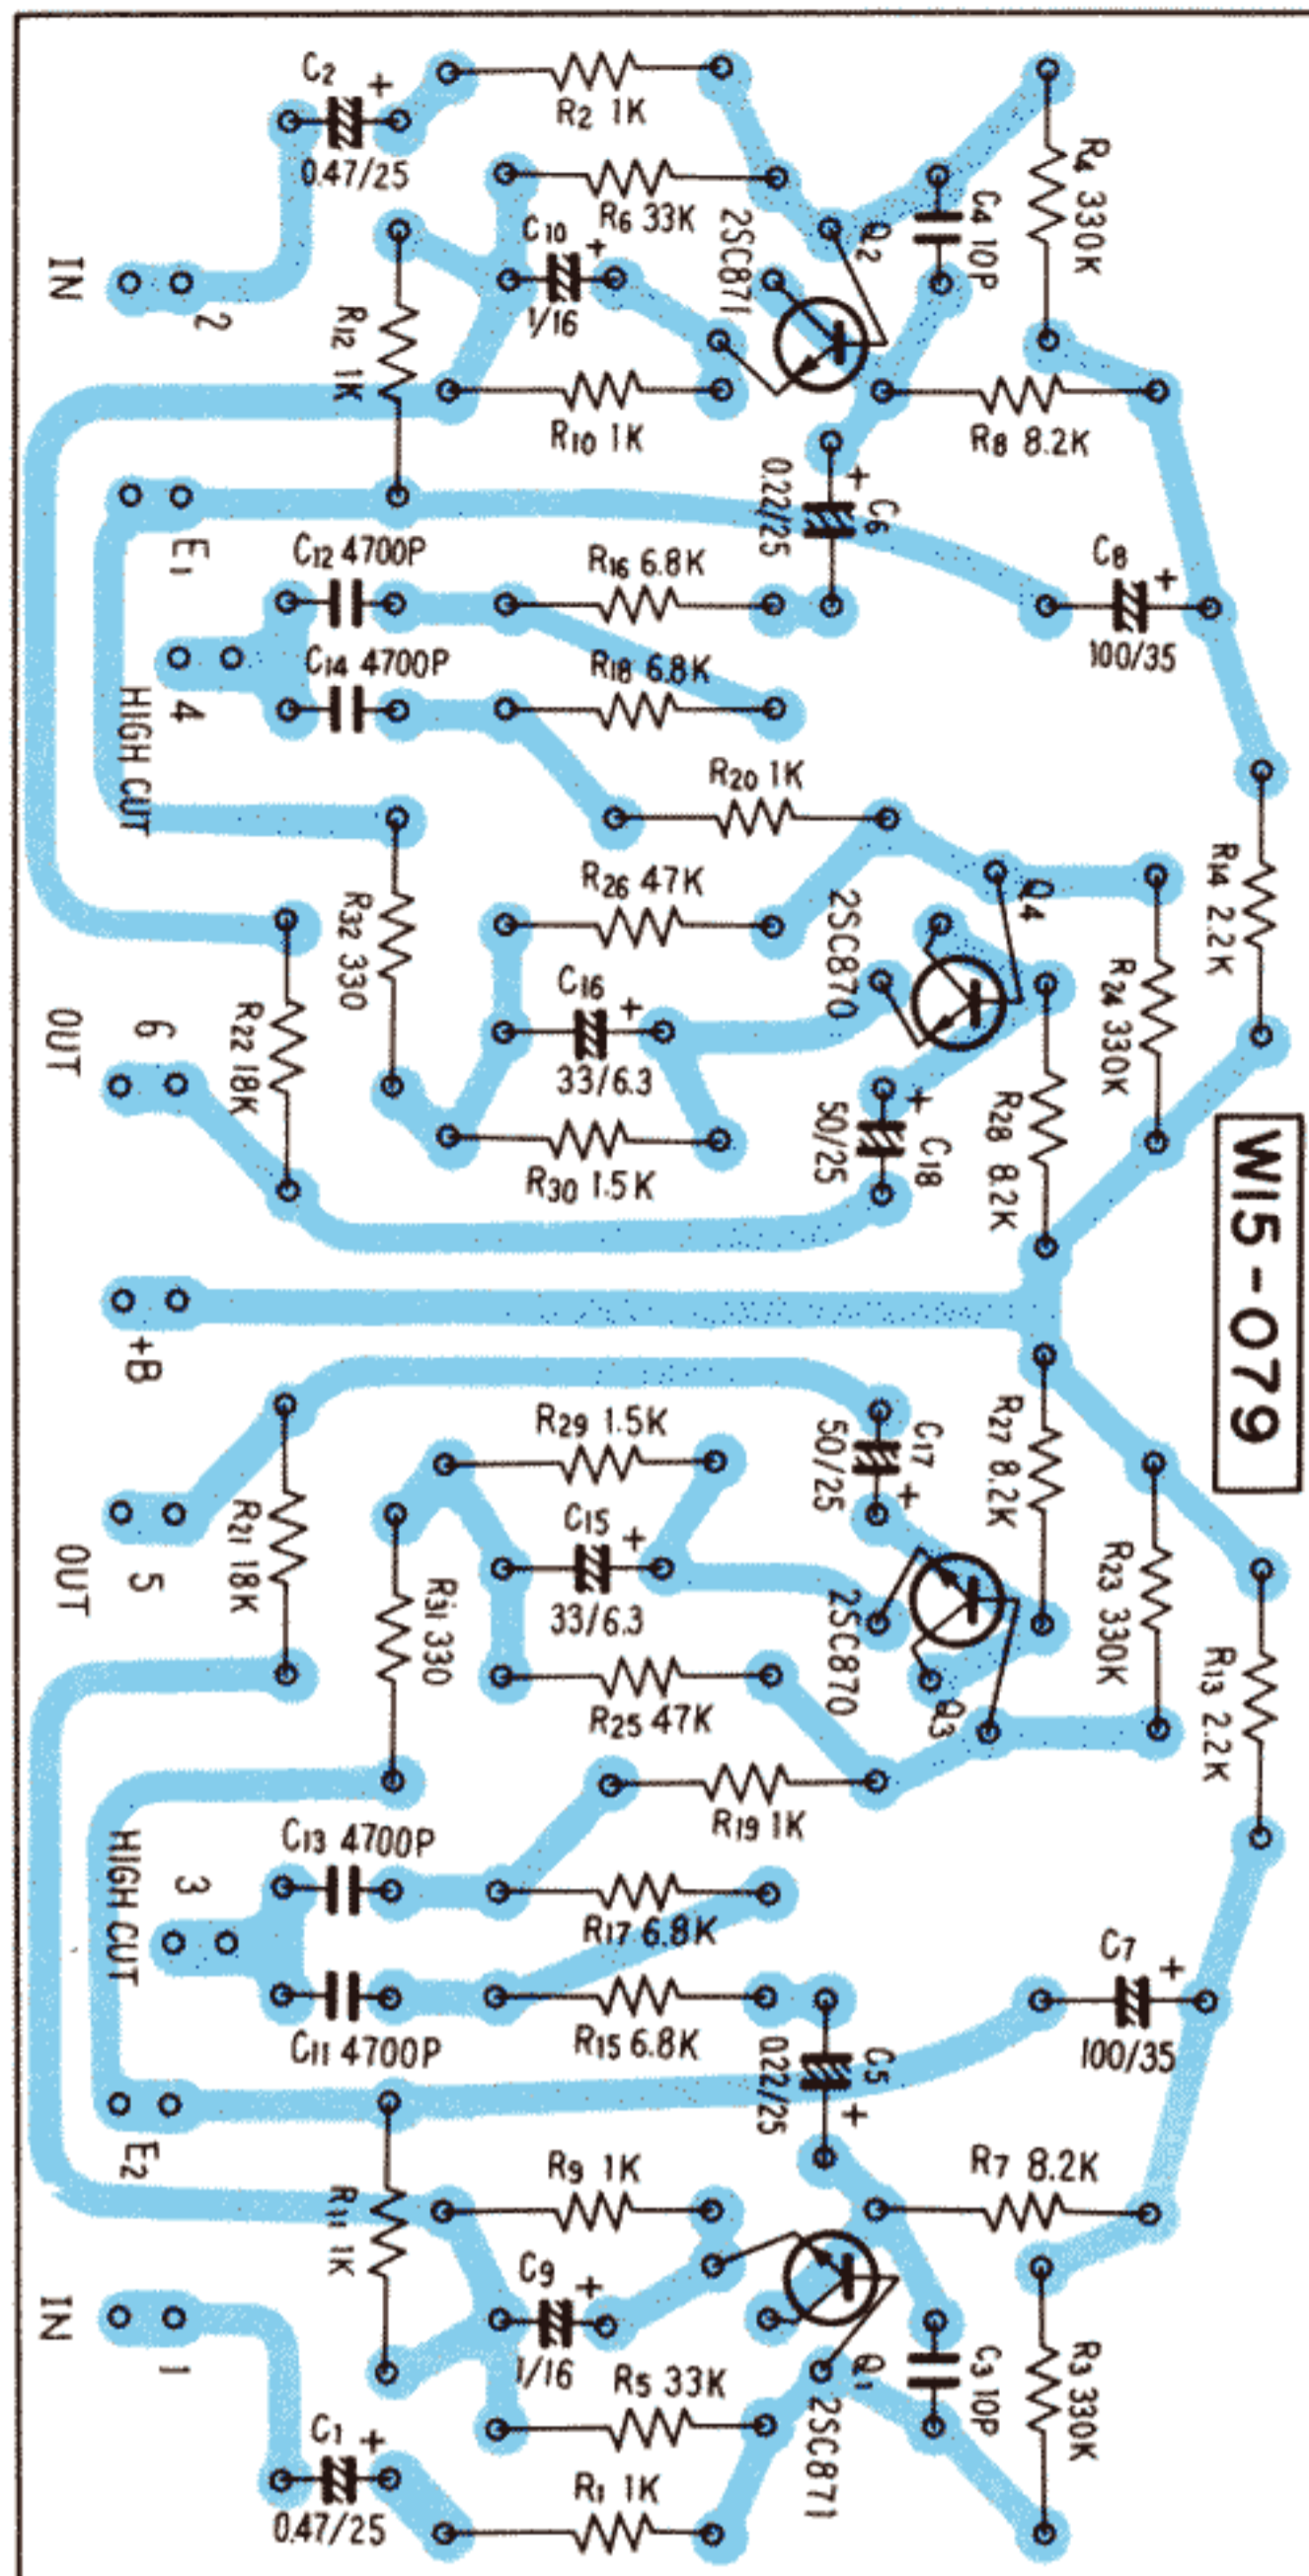 C2
+
0.47/25
R2 1K
R6 33K
C10
+
1/16
R12 1K
R10 1K
2SC871
Q2
C4 10P
R4 330K
R8 8.2K
IN
2
E1
C12 4700P
C14 4700P
R16 6.8K
R18 6.8K
+
C6
0.22/25
C8
+
100/35
4
HIGH CUT
R20 1K
R26 47K
2SC870
Q4
R14 2.2K
R24 330K
R32 330
C16
+
33/6.3
R22 18K
R30 1.5K
OUT
6
+
C18
50/25
R28 8.2K
W15-079
+B
R29 1.5K
C17
50/25
+
R27 8.2K
C15
+
33/6.3
R21 18K
OUT
5
R31 330
2SC870
Q3
R23 330K
R13 2.2K
R25 47K
R19 1K
C13 4700P
HIGH CUT
3
R17 6.8K
C11 4700P
R15 6.8K
C5
0.22/25
+
C7
+
100/35
E2
R9 1K
R7 8.2K
R11 1K
C9
+
1/16
IN
1
R5 33K
Q1
2SC871
C3 10P
R3 330K
C1
+
0.47/25
R1 1K